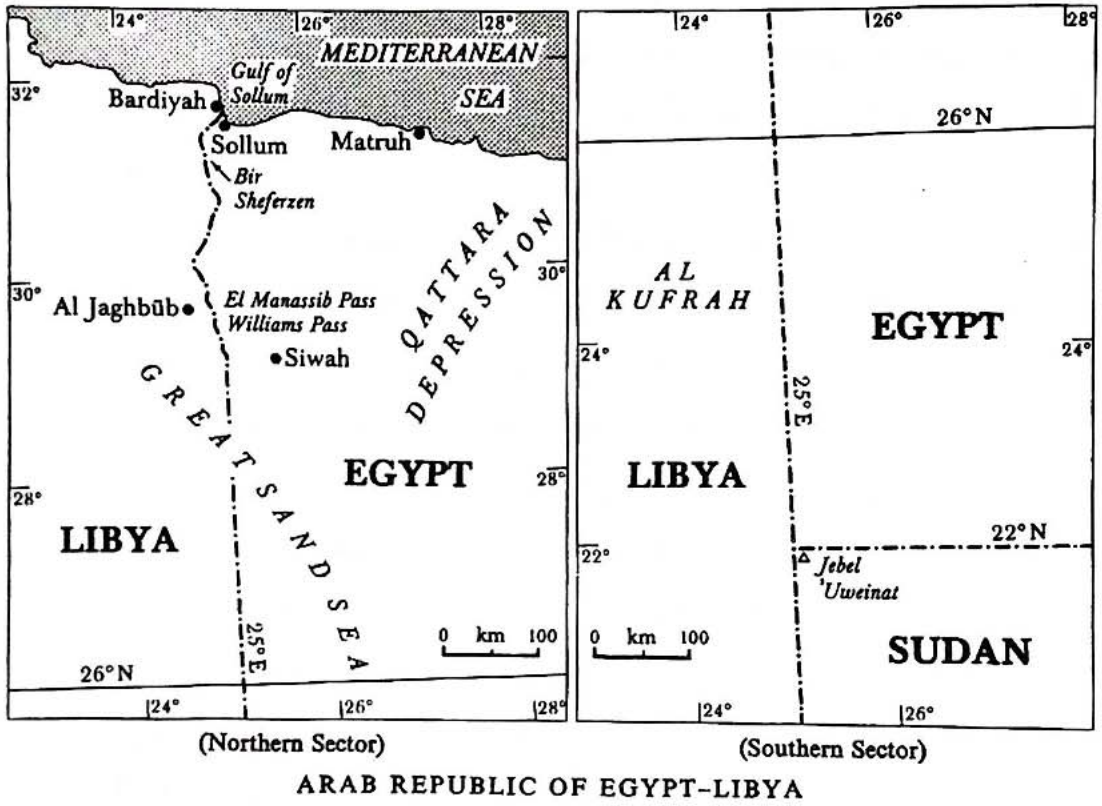 24°
26°
28°
MEDITERRANEAN
SEA
Gulf of
Sollum
32°
Bardiyah
Sollum
Matruh
Bir
Sheferzen
QATTARA
DEPRESSION
30°
30°
Al Jaghbūb
El Manassib Pass
Williams Pass
Siwah
GREAT SAND SEA
EGYPT
28°
28°
LIBYA
25°E
0 km 100
26°N
24°
26°
28°
(Northern Sector)
24°
26°
28°
26°N
AL
KUFRAH
EGYPT
24°
24°
25°E
LIBYA
22°N
22°
Jebel
'Uweinat
0 km 100
SUDAN
24°
26°
(Southern Sector)
ARAB REPUBLIC OF EGYPT–LIBYA